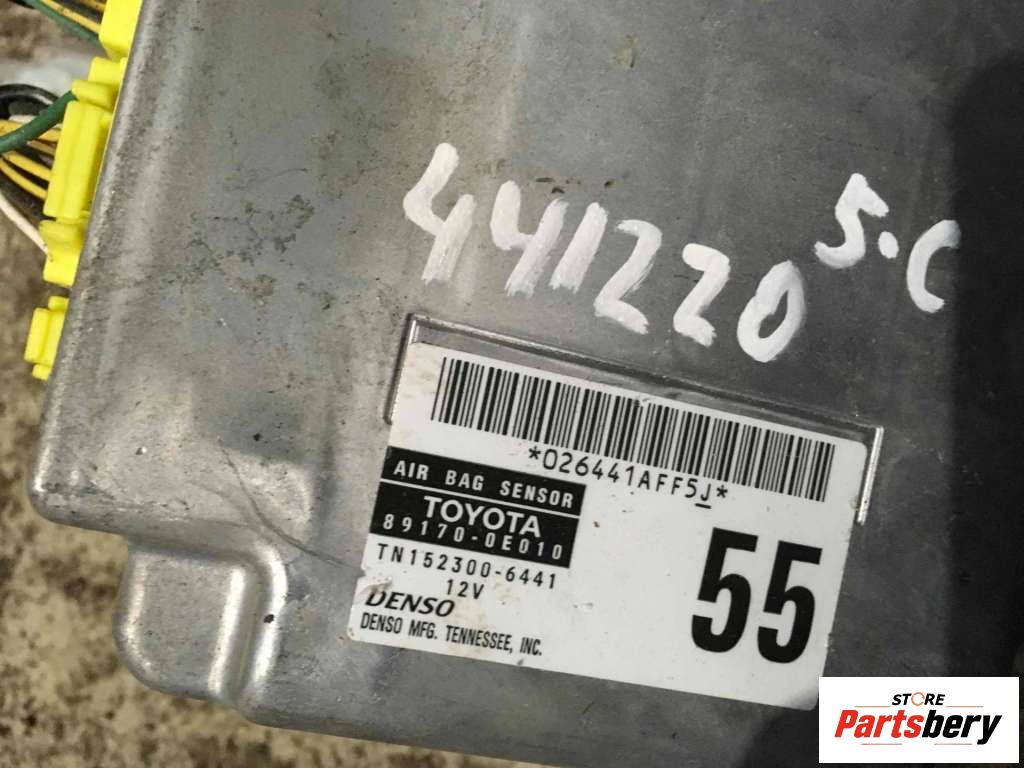 441220 5.C
*026441AFF5J*
AIR BAG SENSOR
TOYOTA
89170-0E010
TN152300-6441
12V
DENSO
DENSO MFG. TENNESSEE, INC.
55
STORE
Partsbery